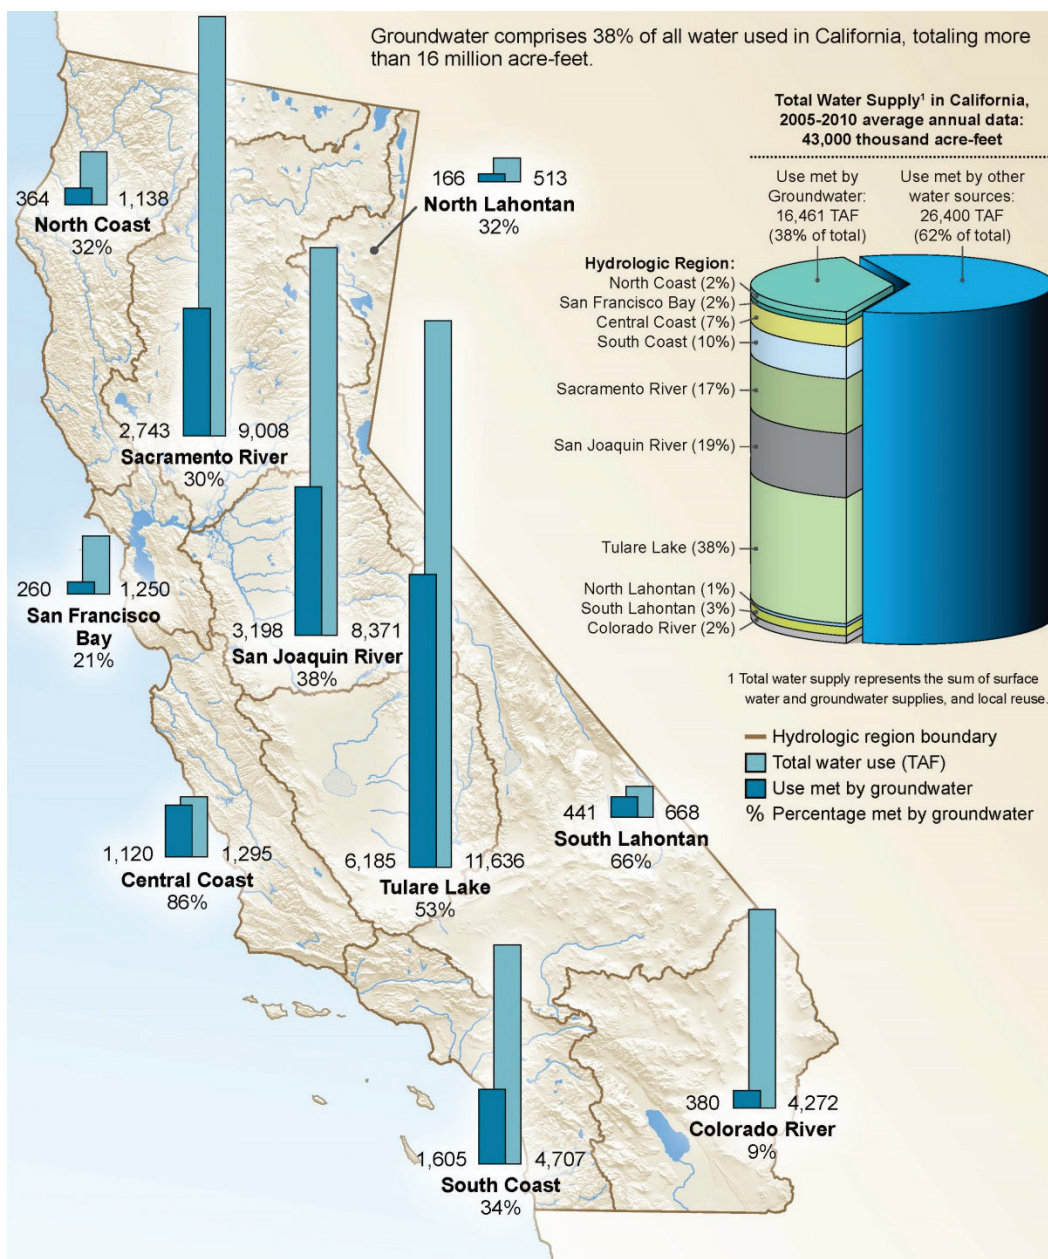 Groundwater comprises 38% of all water used in California, totaling more
than 16 million acre-feet.
Total Water Supply¹ in California,
2005-2010 average annual data:
43,000 thousand acre-feet
Use met by
Groundwater:
16,461 TAF
(38% of total)
Use met by other
water sources:
26,400 TAF
(62% of total)
Hydrologic Region:
North Coast (2%)
San Francisco Bay (2%)
Central Coast (7%)
South Coast (10%)
Sacramento River (17%)
San Joaquin River (19%)
Tulare Lake (38%)
North Lahontan (1%)
South Lahontan (3%)
Colorado River (2%)
1 Total water supply represents the sum of surface
water and groundwater supplies, and local reuse.
Hydrologic region boundary
Total water use (TAF)
Use met by groundwater
% Percentage met by groundwater
364 1,138
North Coast
32%
166 513
North Lahontan
32%
2,743 9,008
Sacramento River
30%
260 1,250
San Francisco
Bay
21%
3,198 8,371
San Joaquin River
38%
1,120 1,295
Central Coast
86%
6,185 11,636
Tulare Lake
53%
441 668
South Lahontan
66%
1,605 4,707
South Coast
34%
380 4,272
Colorado River
9%